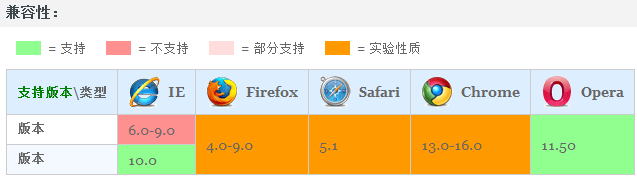 兼容性：
= 支持 = 不支持 = 部分支持 = 实验性质
支持版本\类型 IE Firefox Safari Chrome Opera
版本 6.0-9.0 4.0-9.0 5.1 13.0-16.0 11.50
版本 10.0